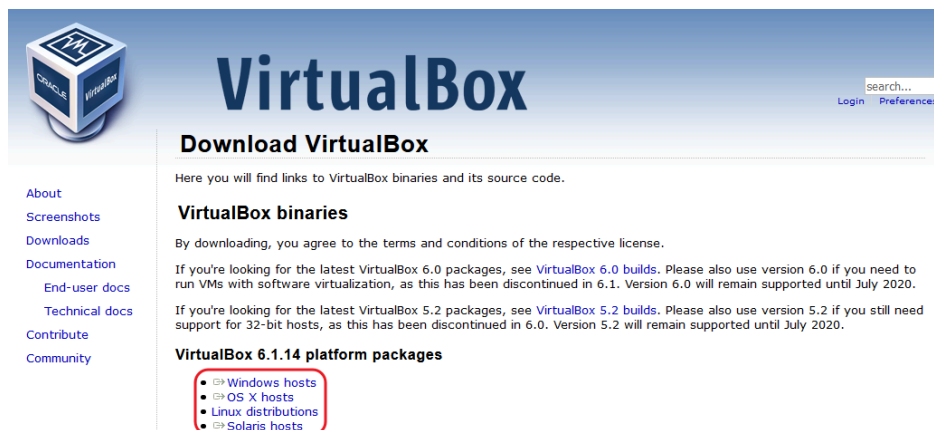 ORACLE
VirtualBox
VirtualBox
search...
Login Preferences
Download VirtualBox
Here you will find links to VirtualBox binaries and its source code.
About
Screenshots
Downloads
Documentation
End-user docs
Technical docs
Contribute
Community
VirtualBox binaries
By downloading, you agree to the terms and conditions of the respective license.
If you're looking for the latest VirtualBox 6.0 packages, see VirtualBox 6.0 builds. Please also use version 6.0 if you need to
run VMs with software virtualization, as this has been discontinued in 6.1. Version 6.0 will remain supported until July 2020.
If you're looking for the latest VirtualBox 5.2 packages, see VirtualBox 5.2 builds. Please also use version 5.2 if you still need
support for 32-bit hosts, as this has been discontinued in 6.0. Version 5.2 will remain supported until July 2020.
VirtualBox 6.1.14 platform packages
Windows hosts
OS X hosts
Linux distributions
Solaris hosts